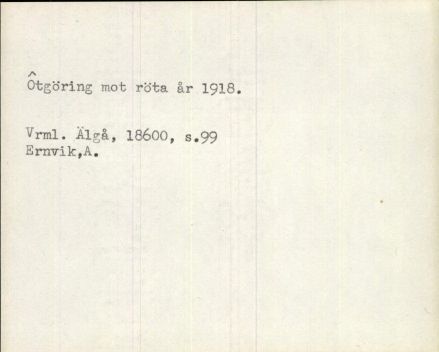 Ôtgöring mot röta år 1918.
Vrml. Älgå, 18600, s.99
Ernvik,A.